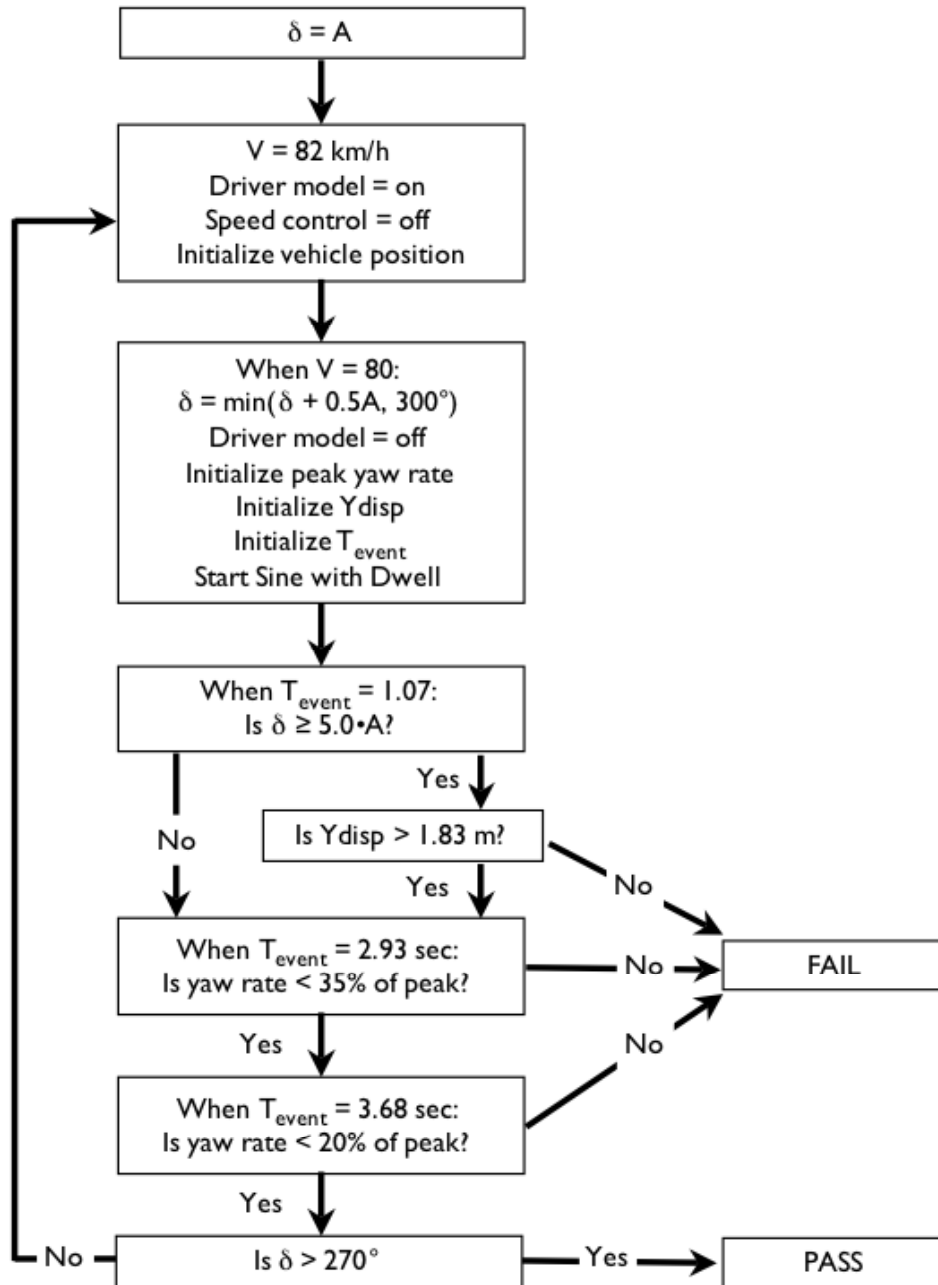 δ = A
V = 82 km/h
Driver model = on
Speed control = off
Initialize vehicle position
When V = 80:
δ = min(δ + 0.5A, 300°)
Driver model = off
Initialize peak yaw rate
Initialize Ydisp
Initialize T_event
Start Sine with Dwell
When T_event = 1.07:
Is δ ≥ 5.0•A?
Yes
No
Is Ydisp > 1.83 m?
Yes
No
When T_event = 2.93 sec:
Is yaw rate < 35% of peak?
No
FAIL
Yes
No
When T_event = 3.68 sec:
Is yaw rate < 20% of peak?
Yes
No
Is δ > 270°
Yes
PASS